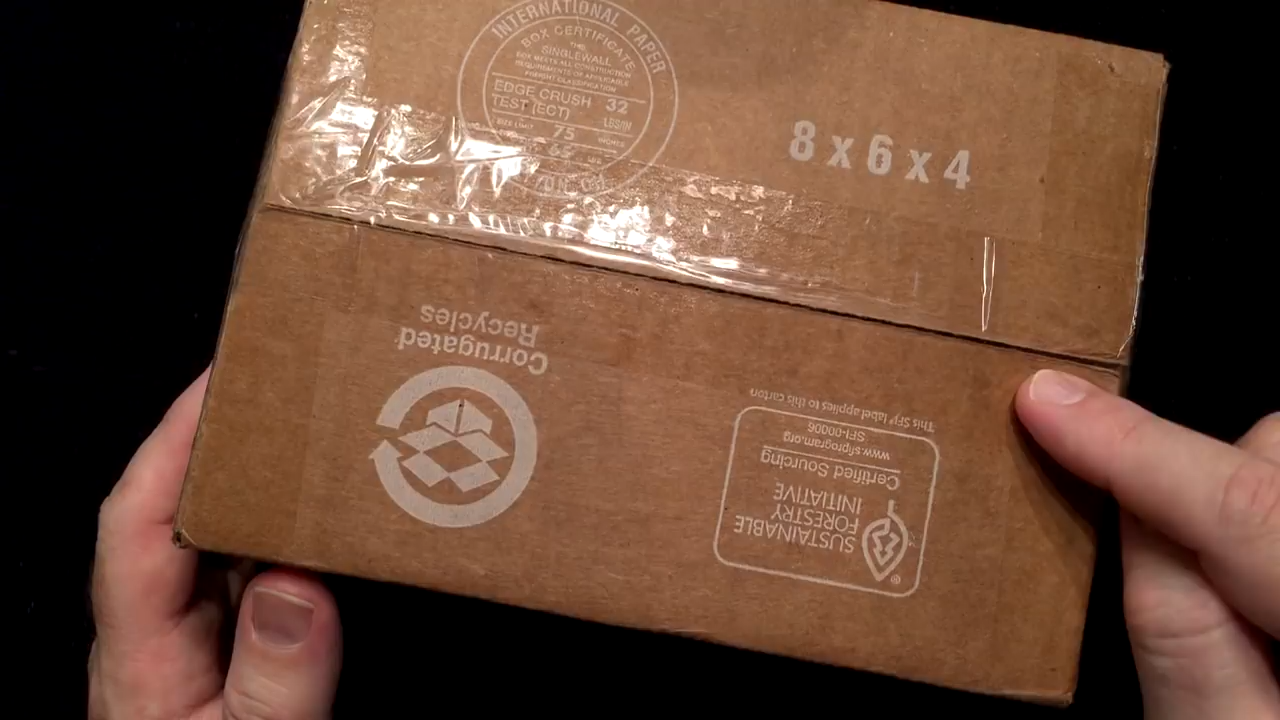 INTERNATIONAL PAPER
BOX CERTIFICATE
THIS
SINGLEWALL
BOX MEETS ALL CONSTRUCTION
REQUIREMENTS OF APPLICABLE
FREIGHT CLASSIFICATION
EDGE CRUSH
TEST (ECT)
32
LBS/IN
SIZE LIMIT
75
INCHES
65
LBS
8 x 6 x 4
Corrugated
Recycles
SUSTAINABLE
FORESTRY
INITIATIVE
®
Certified Sourcing
www.sfiprogram.org
SFI-00006
This SFI® label applies to this carton